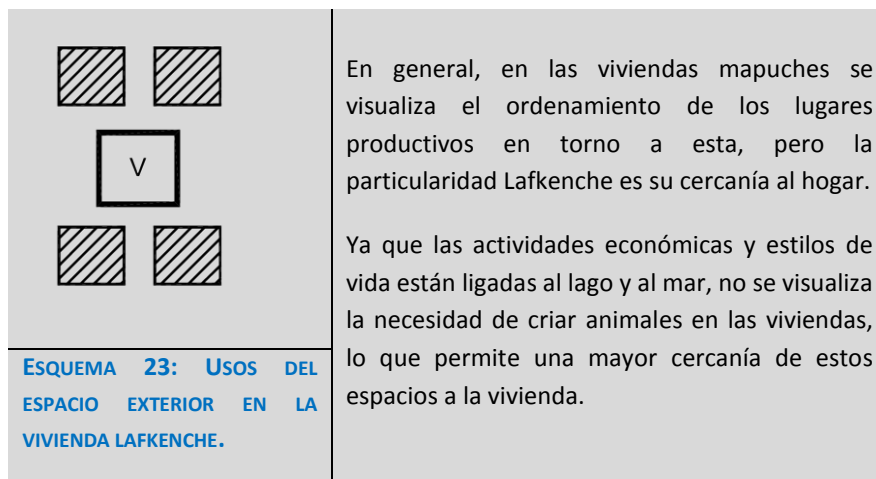 V
ESQUEMA 23: USOS DEL
ESPACIO EXTERIOR EN LA
VIVIENDA LAFKENCHE.
En general, en las viviendas mapuches se
visualiza el ordenamiento de los lugares
productivos en torno a esta, pero la
particularidad Lafkenche es su cercanía al hogar.
Ya que las actividades económicas y estilos de
vida están ligadas al lago y al mar, no se visualiza
la necesidad de criar animales en las viviendas,
lo que permite una mayor cercanía de estos
espacios a la vivienda.